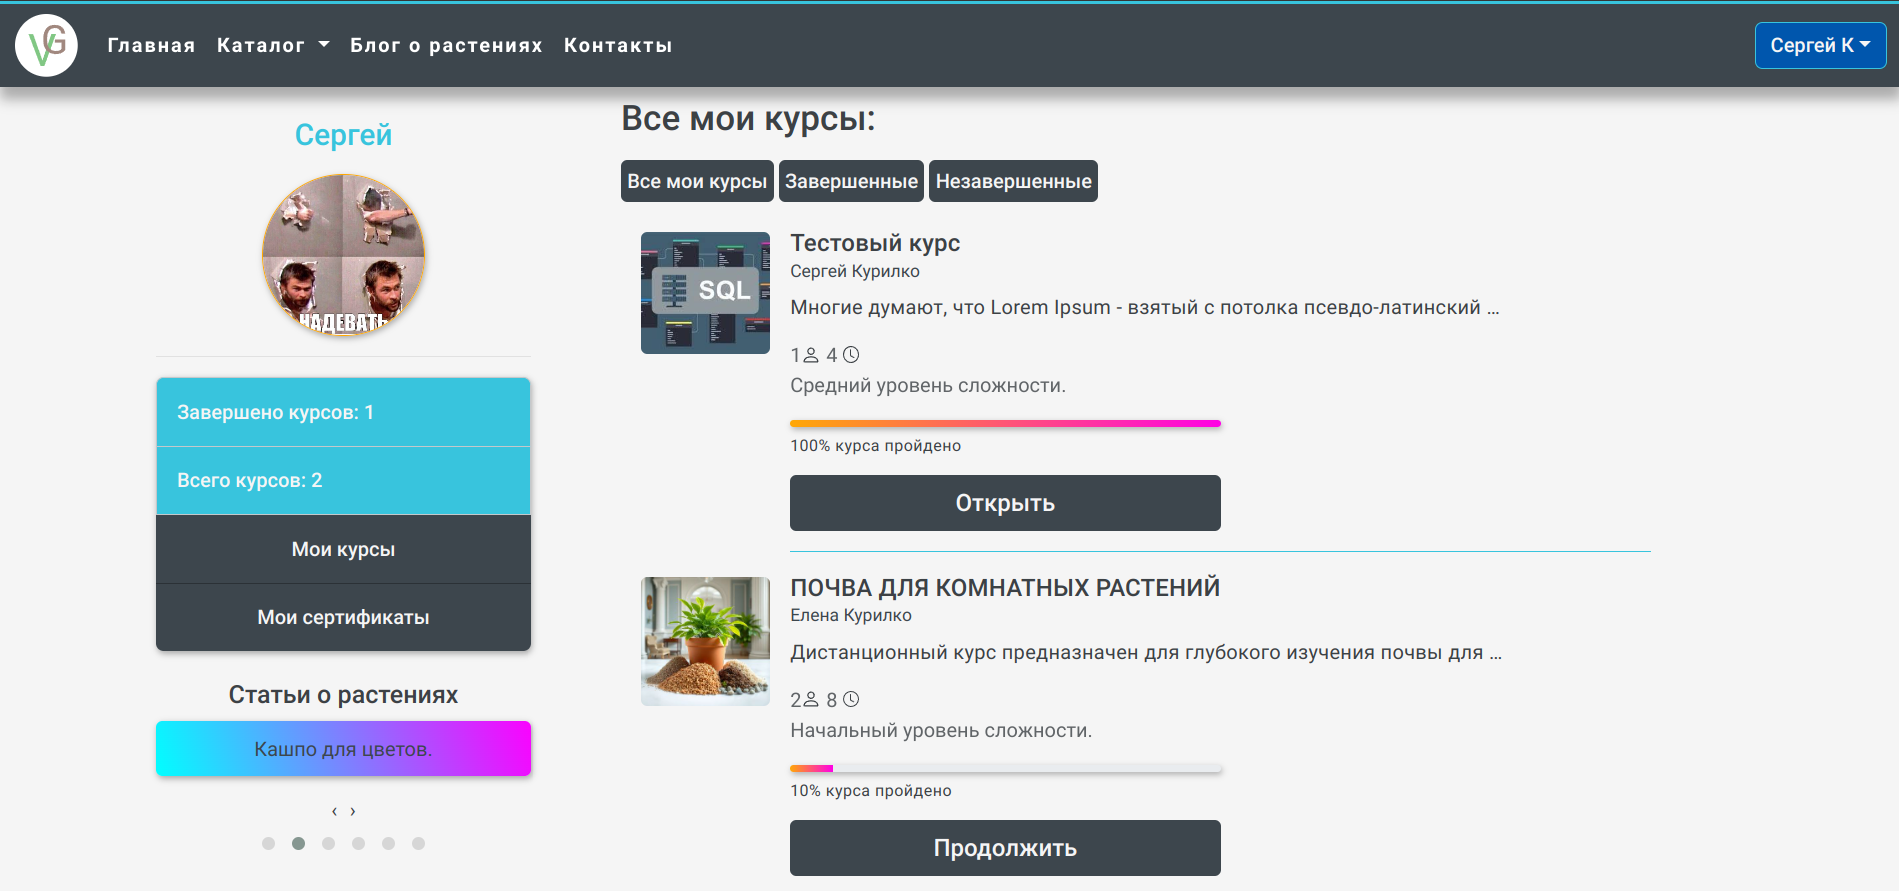 VG
Главная Каталог Блог о растениях Контакты
Сергей К
Сергей
НАДЕВАТЬ
Завершено курсов: 1
Всего курсов: 2
Мои курсы
Мои сертификаты
Статьи о растениях
Кашпо для цветов.
‹ ›
Все мои курсы:
Все мои курсы Завершенные Незавершенные
SQL
Тестовый курс
Сергей Курилко
Многие думают, что Lorem Ipsum - взятый с потолка псевдо-латинский ...
1 4
Средний уровень сложности.
100% курса пройдено
Открыть
ПОЧВА ДЛЯ КОМНАТНЫХ РАСТЕНИЙ
Елена Курилко
Дистанционный курс предназначен для глубокого изучения почвы для ...
2 8
Начальный уровень сложности.
10% курса пройдено
Продолжить